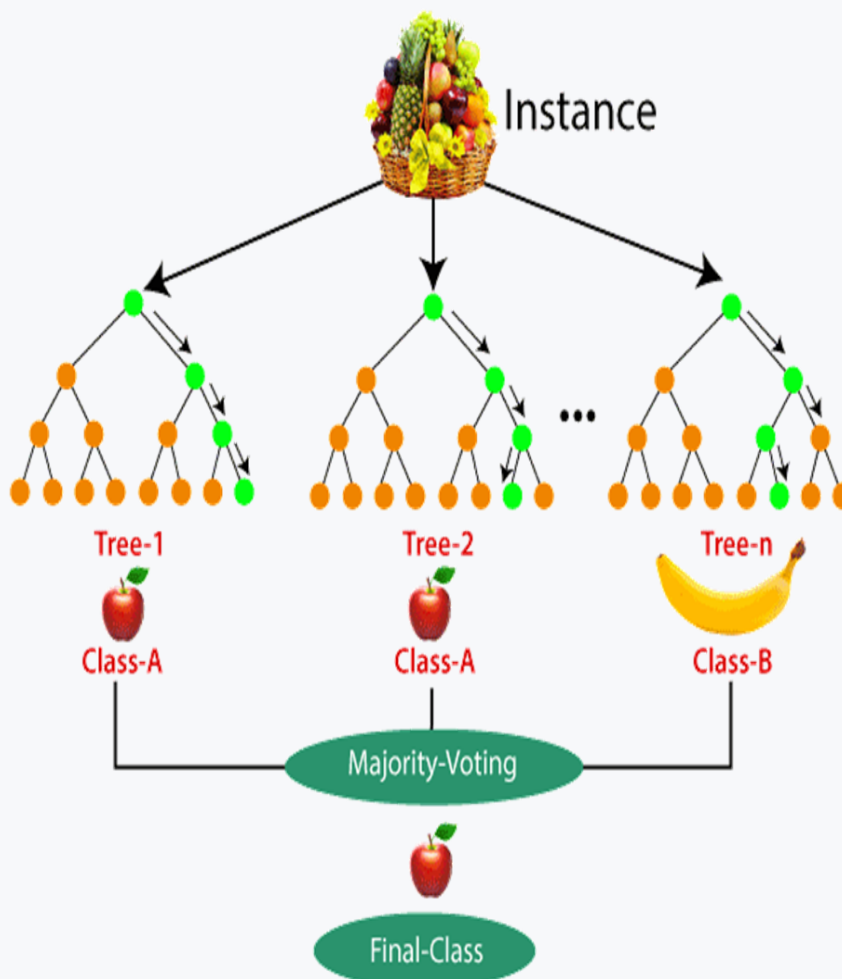 Instance
...
Tree-1
Tree-2
Tree-n
Class-A
Class-A
Class-B
Majority-Voting
Final-Class